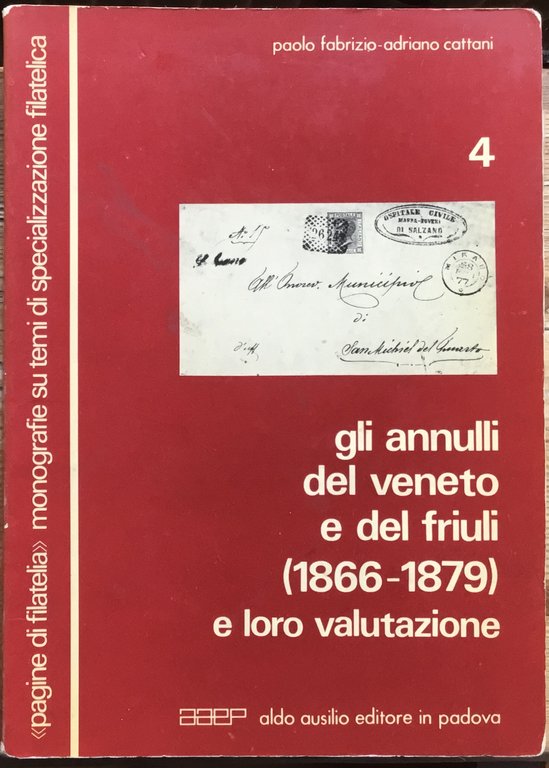 paolo fabrizio-adriano cattani
4
«pagine di filatelia» monografie su temi di specializzazione filatelica
OSPITALE CIVILE
DI SALZANO
All' Onorev. Municipio
di
San Michiel del Quarto
gli annulli
del veneto
e del friuli
(1866-1879)
e loro valutazione
aaep aldo ausilio editore in padova